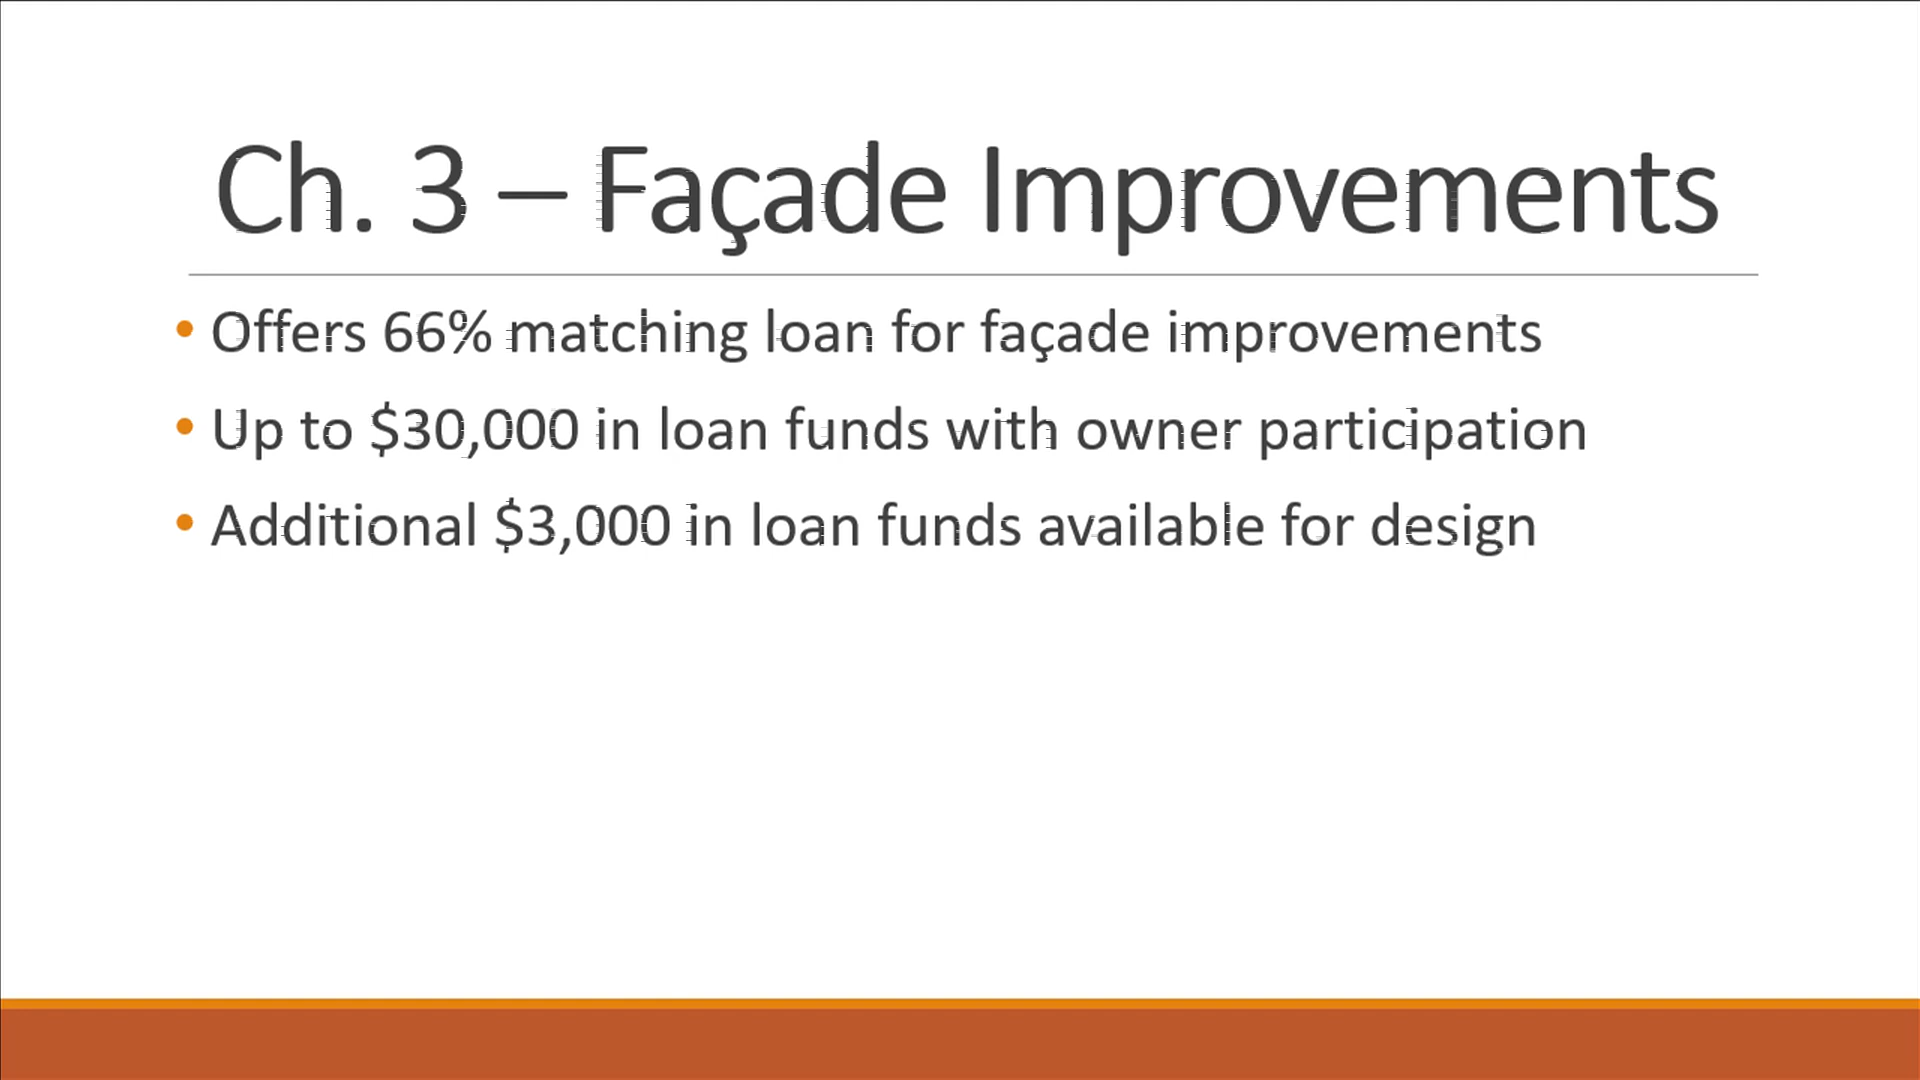 Ch. 3 – Façade Improvements
• Offers 66% matching loan for façade improvements
• Up to $30,000 in loan funds with owner participation
• Additional $3,000 in loan funds available for design